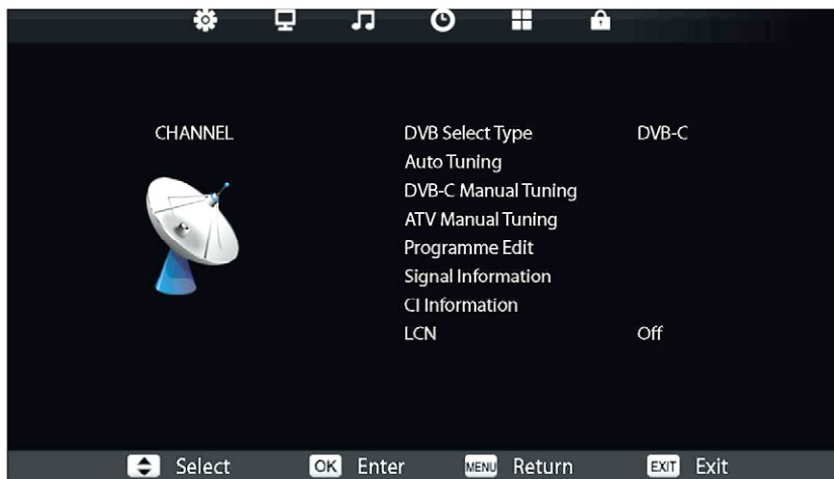 CHANNEL
DVB Select Type DVB-C
Auto Tuning
DVB-C Manual Tuning
ATV Manual Tuning
Programme Edit
Signal Information
CI Information
LCN Off
Select OK Enter MENU Return EXIT Exit